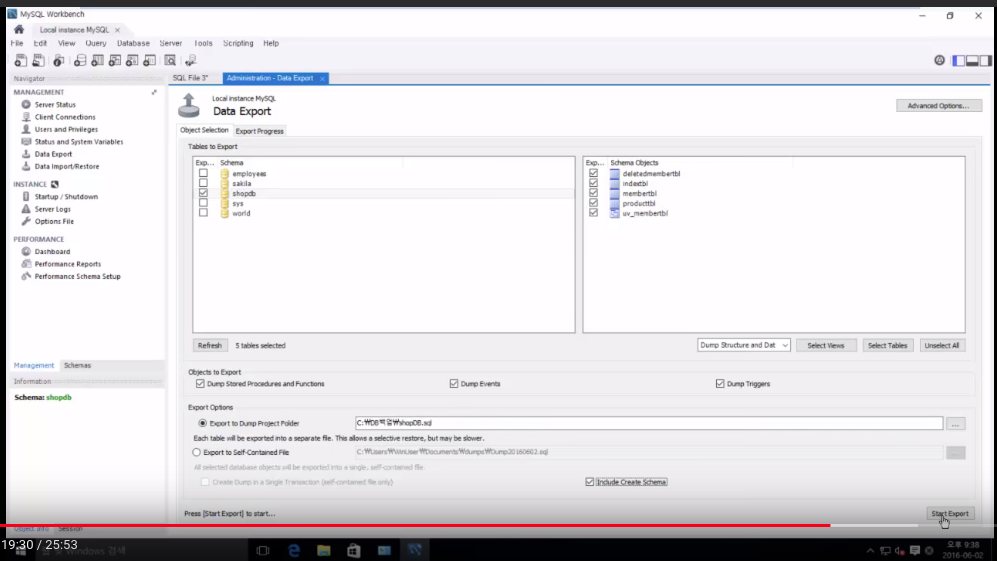 MySQL Workbench
Local instance MySQL
File Edit View Query Database Server Tools Scripting Help
Navigator
SQL File 3*
Administration - Data Export
MANAGEMENT
Server Status
Client Connections
Users and Privileges
Status and System Variables
Data Export
Data Import/Restore
INSTANCE
Startup / Shutdown
Server Logs
Options File
PERFORMANCE
Dashboard
Performance Reports
Performance Schema Setup
Management Schemas
Information
Schema: shopdb
Object Info Session
Local instance MySQL
Data Export
Advanced Options...
Object Selection Export Progress
Tables to Export
Exp... Schema
employees
sakila
shopdb
sys
world
Exp... Schema Objects
deletedmembertbl
indextbl
membertbl
producttbl
uv_membertbl
Refresh 5 tables selected
Dump Structure and Dat
Select Views
Select Tables
Unselect All
Objects to Export
Dump Stored Procedures and Functions
Dump Events
Dump Triggers
Export Options
Export to Dump Project Folder
C:₩DB백업₩shopDB.sql
...
Each table will be exported into a separate file. This allows a selective restore, but may be slower.
Export to Self-Contained File
C:₩Users₩WinUser₩Documents₩dumps₩Dump20160602.sql
...
All selected database objects will be exported into a single, self-contained file.
Create Dump in a Single Transaction (self-contained file only)
Include Create Schema
Press [Start Export] to start...
Start Export
19:30 / 25:53
Windows 검색
오후 9:38
2016-06-02